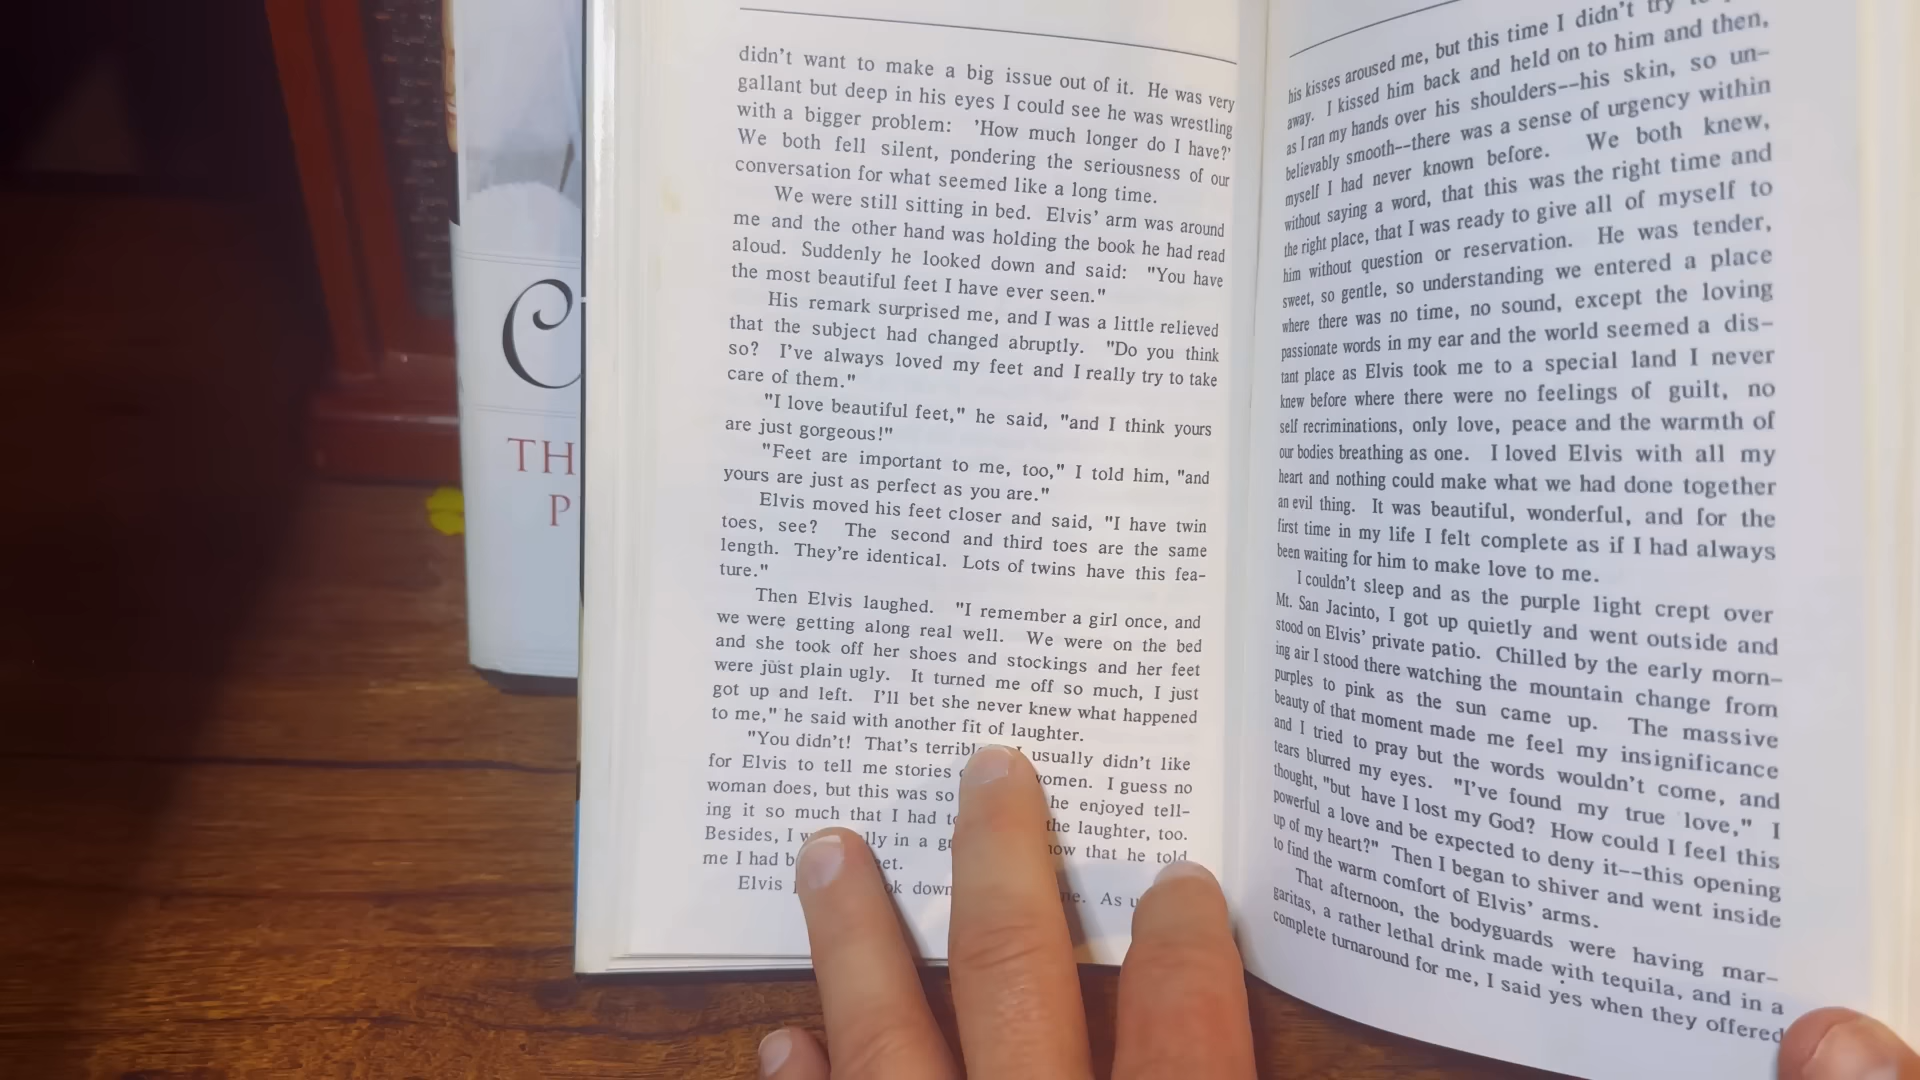 C
TH
P
didn't want to make a big issue out of it. He was very
gallant but deep in his eyes I could see he was wrestling
with a bigger problem: 'How much longer do I have?'
We both fell silent, pondering the seriousness of our
conversation for what seemed like a long time.
We were still sitting in bed. Elvis' arm was around
me and the other hand was holding the book he had read
aloud. Suddenly he looked down and said: "You have
the most beautiful feet I have ever seen."
His remark surprised me, and I was a little relieved
that the subject had changed abruptly. "Do you think
so? I've always loved my feet and I really try to take
care of them."
"I love beautiful feet," he said, "and I think yours
are just gorgeous!"
"Feet are important to me, too," I told him, "and
yours are just as perfect as you are."
Elvis moved his feet closer and said, "I have twin
toes, see? The second and third toes are the same
length. They're identical. Lots of twins have this fea-
ture."
Then Elvis laughed. "I remember a girl once, and
we were getting along real well. We were on the bed
and she took off her shoes and stockings and her feet
were just plain ugly. It turned me off so much, I just
got up and left. I'll bet she never knew what happened
to me," he said with another fit of laughter.
"You didn't! That's I usually didn't like
for Elvis to tell me stories women. I guess no
woman does, but this was so he enjoyed tell-
ing it so much that I had the laughter, too.
Besides, I in a that he told
me I had
Elvis down As
his kisses aroused me, but this time I didn't try
away. I kissed him back and held on to him and then,
as I ran my hands over his shoulders--his skin, so un-
believably smooth--there was a sense of urgency within
myself I had never known before. We both knew,
without saying a word, that this was the right time and
the right place, that I was ready to give all of myself to
him without question or reservation. He was tender,
sweet, so gentle, so understanding we entered a place
where there was no time, no sound, except the loving
passionate words in my ear and the world seemed a dis-
tant place as Elvis took me to a special land I never
knew before where there were no feelings of guilt, no
self recriminations, only love, peace and the warmth of
our bodies breathing as one. I loved Elvis with all my
heart and nothing could make what we had done together
an evil thing. It was beautiful, wonderful, and for the
first time in my life I felt complete as if I had always
been waiting for him to make love to me.
I couldn't sleep and as the purple light crept over
Mt. San Jacinto, I got up quietly and went outside and
stood on Elvis' private patio. Chilled by the early morn-
ing air I stood there watching the mountain change from
purples to pink as the sun came up. The massive
beauty of that moment made me feel my insignificance
and I tried to pray but the words wouldn't come, and
tears blurred my eyes. "I've found my true love," I
thought, "but have I lost my God? How could I feel this
powerful a love and be expected to deny it--this opening
up of my heart?" Then I began to shiver and went inside
to find the warm comfort of Elvis' arms.
That afternoon, the bodyguards were having mar-
garitas, a rather lethal drink made with tequila, and in a
complete turnaround for me, I said yes when they offered